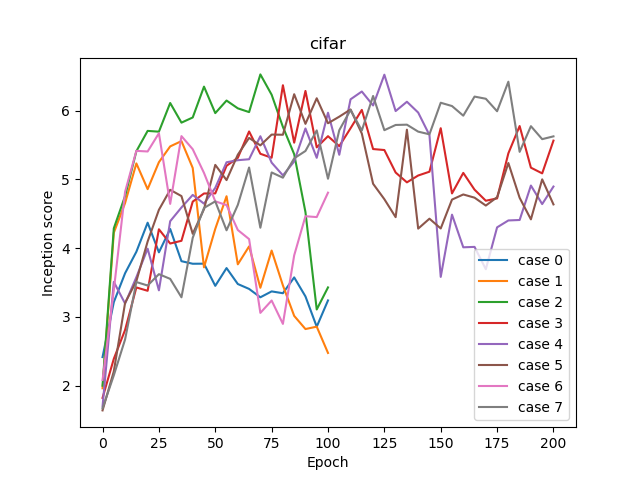 cifar
Inception score
6
5
4
3
2
0
25
50
75
100
125
150
175
200
Epoch
case 0
case 1
case 2
case 3
case 4
case 5
case 6
case 7